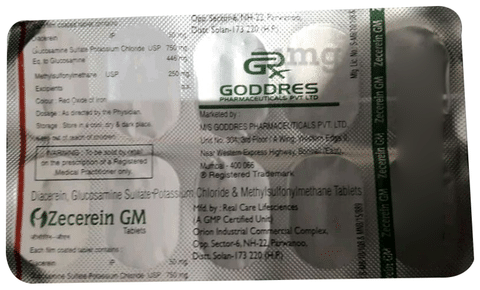 Each film coated tablet contains :
Diacerein IP 50 mg
Glucosamine Sulfate Potassium Chloride USP 750 mg
Eq. to Glucosamine 446 mg
Methylsulfonylmethane USP 250 mg
Excipients q.s.
Colour : Red Oxide of Iron
Dosage : As directed by the Physician.
Storage : Store in a cool, dry & dark place.
Keep out of reach of children.
WARNING : To be sold by retail
on the prescription of a Registered
Medical Practitioner only.
Opp. Sector-6, NH-22, Parwanoo,
Distt. Solan-173 220 (H.P.)
mg
GRx
GODDRES
PHARMACEUTICALS PVT. LTD
Marketed by :
M/S GODDRES PHARMACEUTICALS PVT. LTD.
Near Western Express Highway,
Mumbai - 400 066
® Registered Trademark
Diacerein, Glucosamine Sulfate Potassium Chloride & Methylsulfonylmethane Tablets
Zecerein GM
Tablets
Each film coated tablet contains :
Diacerein IP 50 mg
Glucosamine Sulfate Potassium Chloride USP 750 mg
Mfd. by : Real Care Lifesciences
(A GMP Certified Unit)
Orion Industrial Commercial Complex,
Opp. Sector-6, NH-22, Parwanoo,
Distt. Solan-173 220 (H.P.)
Zecerein GM
Zecerein GM